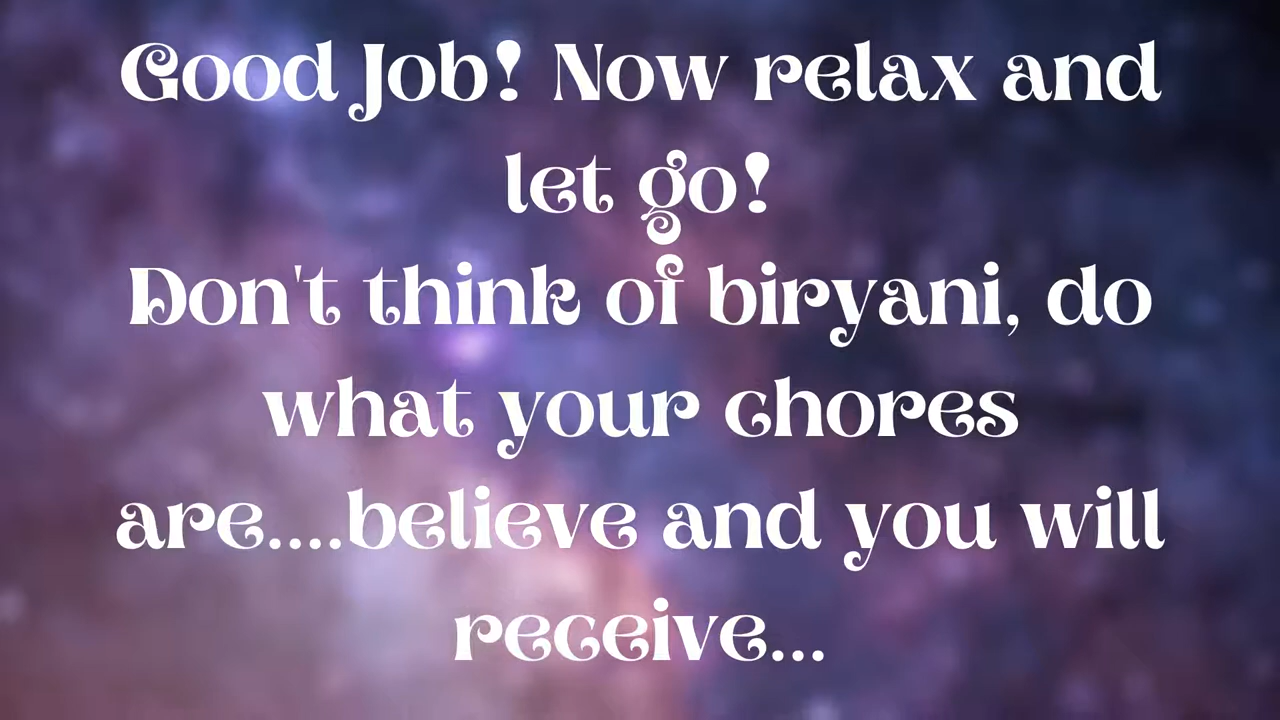 Good Job! Now relax and
let go!
Don't think of biryani, do
what your chores
are....believe and you will
receive...